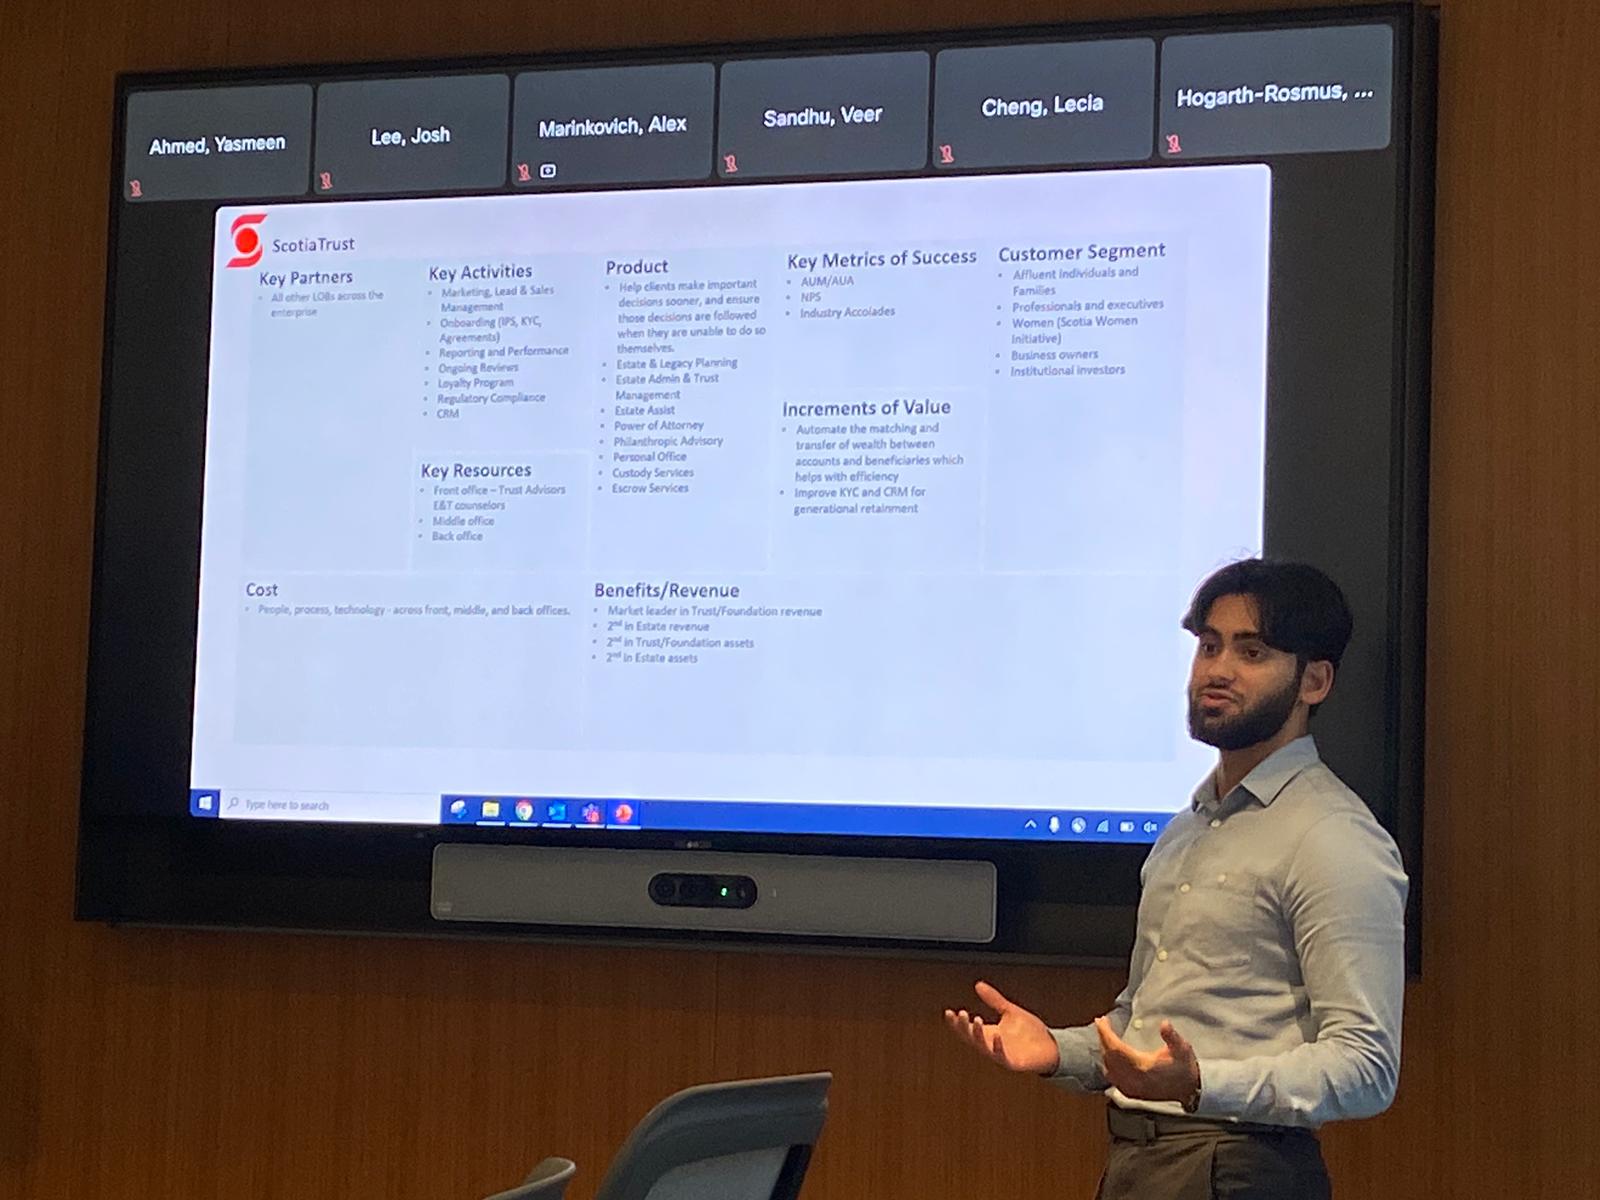 Ahmed, Yasmeen
Lee, Josh
Marinkovich, Alex
Sandhu, Veer
Cheng, Lecia
Hogarth-Rosmus, ...
ScotiaTrust
Key Partners
All other LOBs across the
enterprise
Key Activities
Marketing, Lead & Sales
Management
Onboarding (IPS, KYC,
Agreements)
Reporting and Performance
Ongoing Reviews
Loyalty Program
Regulatory Compliance
CRM
Key Resources
Front office – Trust Advisors
E&T counselors
Middle office
Back office
Product
Help clients make important
decisions sooner, and ensure
those decisions are followed
when they are unable to do so
themselves.
Estate & Legacy Planning
Estate Admin & Trust
Management
Estate Assist
Power of Attorney
Philanthropic Advisory
Personal Office
Custody Services
Escrow Services
Key Metrics of Success
AUM/AUA
NPS
Industry Accolades
Increments of Value
Automate the matching and
transfer of wealth between
accounts and beneficiaries which
helps with efficiency
Improve KYC and CRM for
generational retainment
Customer Segment
Affluent Individuals and
Families
Professionals and executives
Women (Scotia Women
Initiative)
Business owners
Institutional investors
Cost
People, process, technology - across front, middle, and back offices.
Benefits/Revenue
Market leader in Trust/Foundation revenue
2nd in Estate revenue
2nd in Trust/Foundation assets
2nd in Estate assets
Type here to search